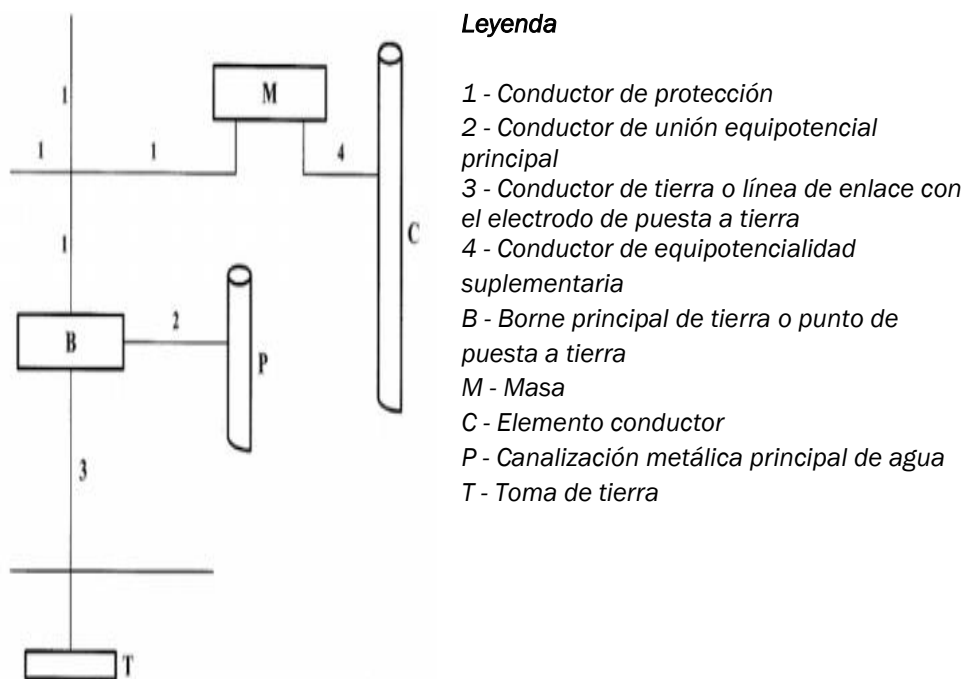 1
M
1
1
4
C
1
2
B
P
3
T
Leyenda
1 - Conductor de protección
2 - Conductor de unión equipotencial
principal
3 - Conductor de tierra o línea de enlace con
el electrodo de puesta a tierra
4 - Conductor de equipotencialidad
suplementaria
B - Borne principal de tierra o punto de
puesta a tierra
M - Masa
C - Elemento conductor
P - Canalización metálica principal de agua
T - Toma de tierra